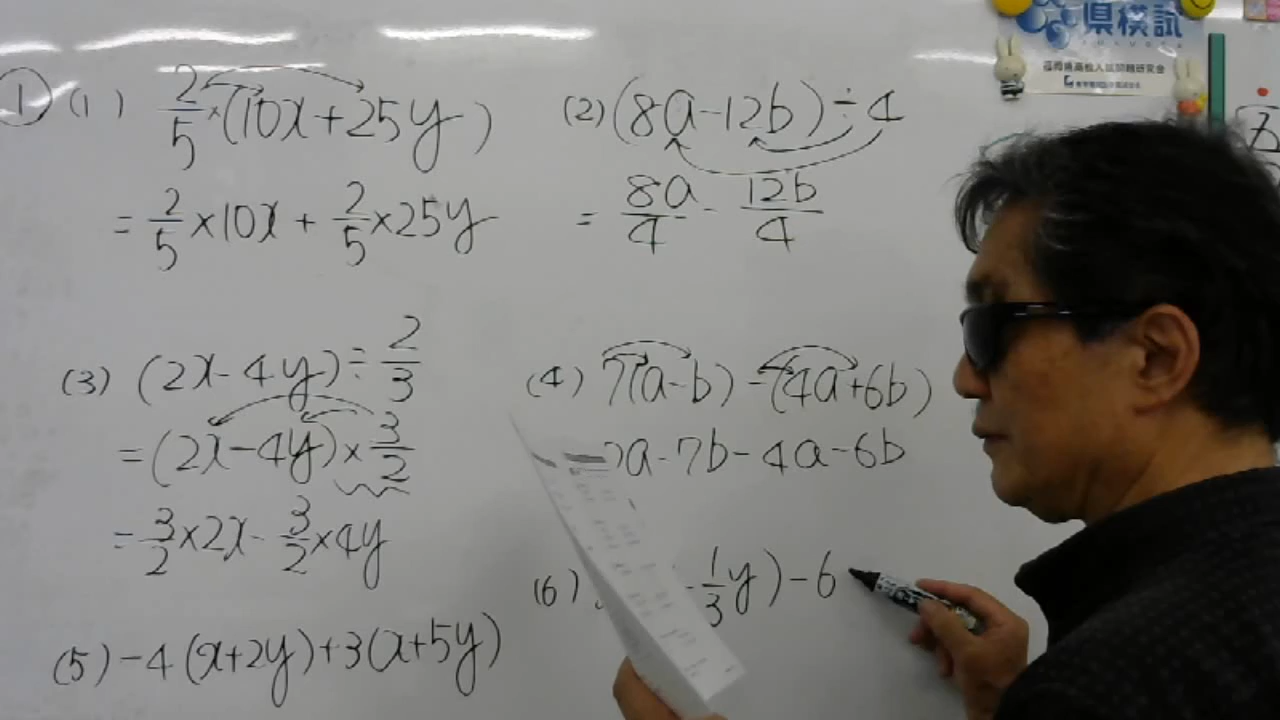 県模試
FUKUOKA
福岡県高校入試問題研究会
① (1) 2/5×(10x+25y)
= 2/5×10x + 2/5×25y
(2) (8a-12b)÷4
= 8a/4 - 12b/4
(3) (2x-4y)÷2/3
=(2x-4y)×3/2
=3/2×2x-3/2×4y
(4) 7(a-b)-(4a+6b)
a-7b-4a-6b
(5) -4(x+2y)+3(x+5y)
(6)
1/3y)-6